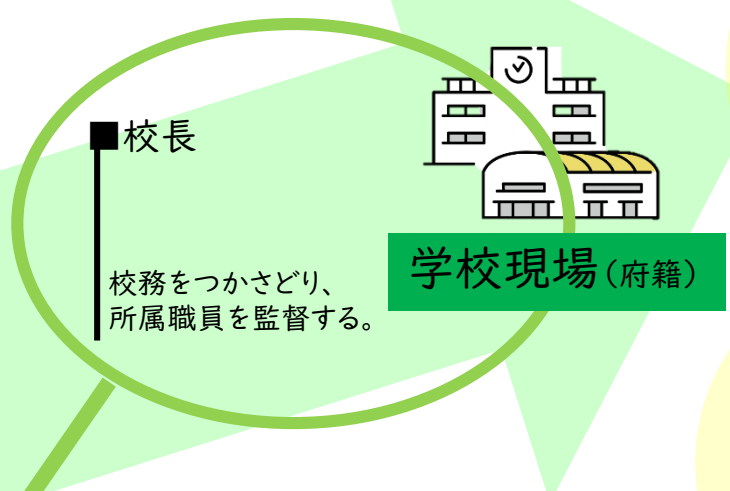 ■校長
校務をつかさどり、
所属職員を監督する。
学校現場(府籍)